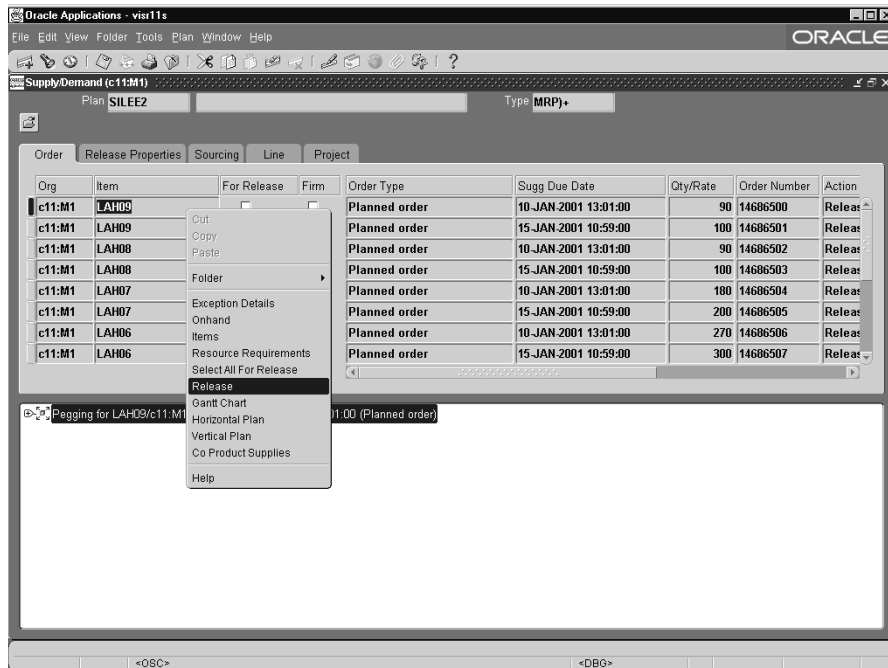 Oracle Applications - visr11s
File Edit View Folder Tools Plan Window Help
ORACLE
Supply/Demand (c11:M1)
Plan SILEE2 Type MRP)+
Order Release Properties Sourcing Line Project
Org Item For Release Firm Order Type Sugg Due Date Qty/Rate Order Number Action
c11:M1 LAH09 Planned order 10-JAN-2001 13:01:00 90 14686500 Releas
c11:M1 LAH09 Planned order 15-JAN-2001 10:59:00 100 14686501 Releas
c11:M1 LAH08 Planned order 10-JAN-2001 13:01:00 90 14686502 Releas
c11:M1 LAH08 Planned order 15-JAN-2001 10:59:00 100 14686503 Releas
c11:M1 LAH07 Planned order 10-JAN-2001 13:01:00 180 14686504 Releas
c11:M1 LAH07 Planned order 15-JAN-2001 10:59:00 200 14686505 Releas
c11:M1 LAH06 Planned order 10-JAN-2001 13:01:00 270 14686506 Releas
c11:M1 LAH06 Planned order 15-JAN-2001 10:59:00 300 14686507 Releas
Cut
Copy
Paste
Folder
Exception Details
Onhand
Items
Resource Requirements
Select All For Release
Release
Gantt Chart
Horizontal Plan
Vertical Plan
Co Product Supplies
Help
Pegging for LAH09/c11:M1 01:00 (Planned order)
<OSC> <DBG>